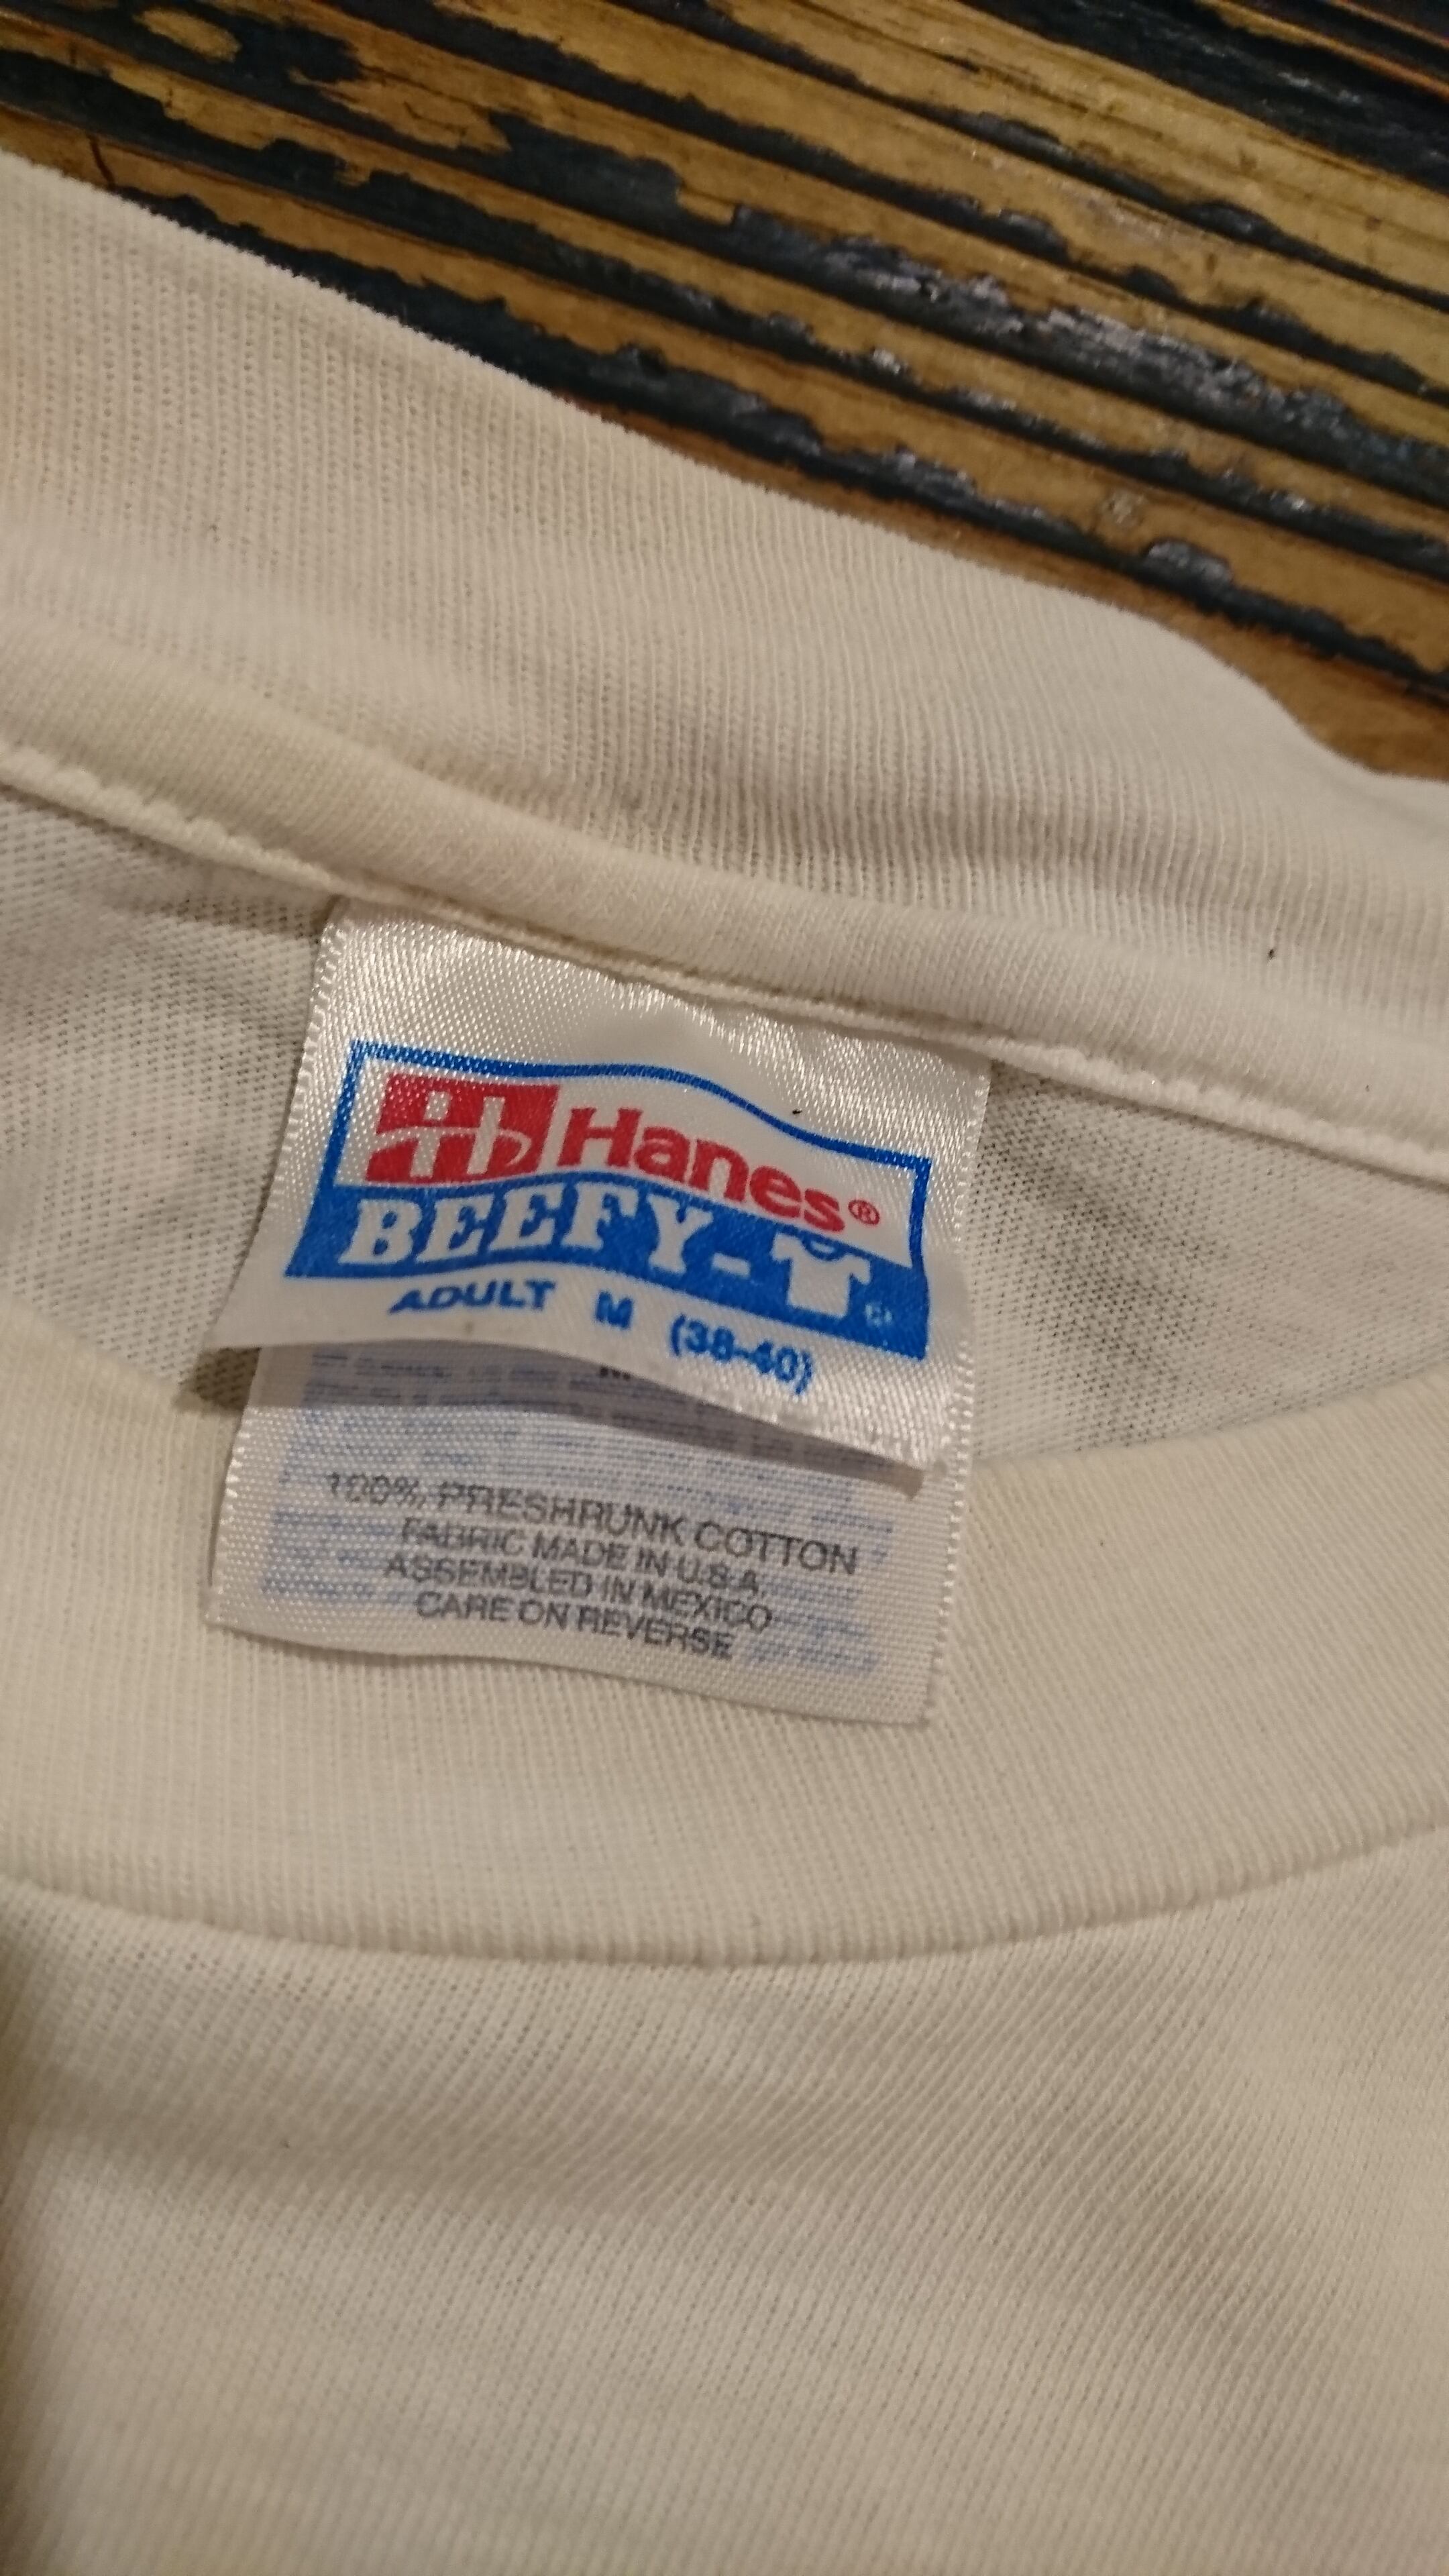 Hanes®
BEEFY-T
ADULT M (38-40)
100% PRESHRUNK COTTON
FABRIC MADE IN U.S.A.
ASSEMBLED IN MEXICO
CARE ON REVERSE